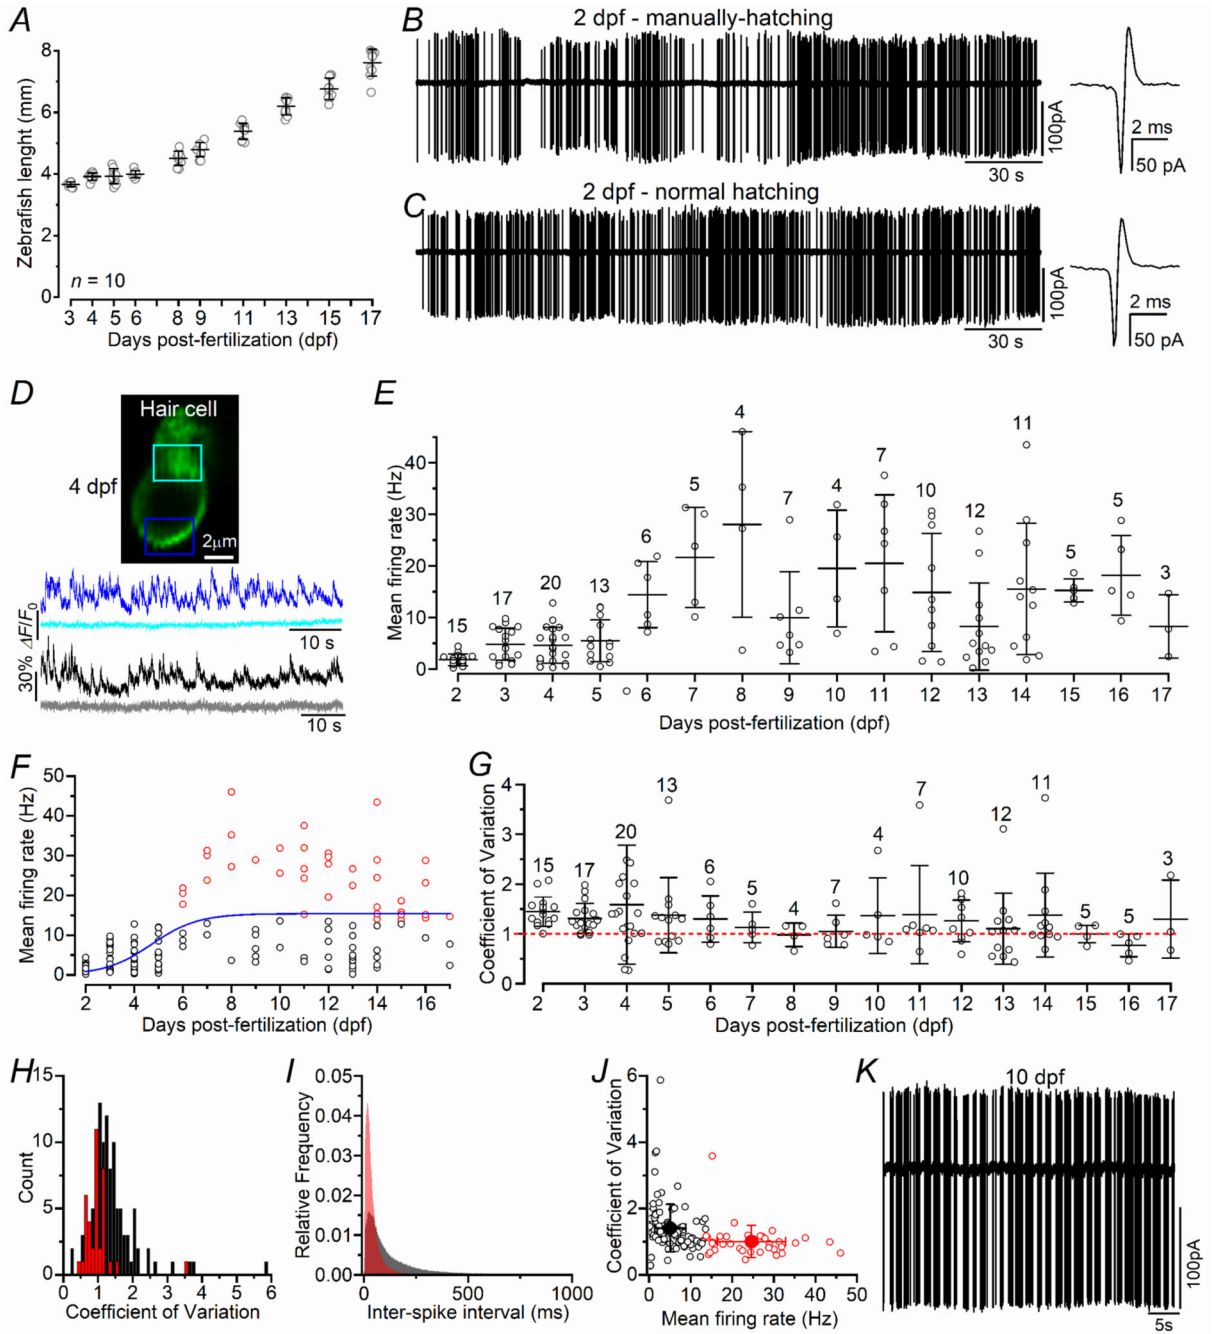 A
Zebrafish lenght (mm)
8
6
4
2
0
n = 10
3 4 5 6 8 9 11 13 15 17
Days post-fertilization (dpf)
B
2 dpf - manually-hatching
100pA
30 s
2 ms
50 pA
C
2 dpf - normal hatching
100pA
30 s
2 ms
50 pA
D
Hair cell
4 dpf
2μm
30% ΔF/F0
10 s
10 s
E
Mean firing rate (Hz)
40
30
20
10
0
15 17 20 13 6 5 4 7 4 7 10 12 11 5 5 3
2 3 4 5 6 7 8 9 10 11 12 13 14 15 16 17
Days post-fertilization (dpf)
F
Mean firing rate (Hz)
50
40
30
20
10
0
2 4 6 8 10 12 14 16
Days post-fertilization (dpf)
G
Coefficient of Variation
4
3
2
1
0
15 17 20 13 6 5 4 7 4 7 10 12 11 5 5 3
2 3 4 5 6 7 8 9 10 11 12 13 14 15 16 17
Days post-fertilization (dpf)
H
Count
15
10
5
0
0 1 2 3 4 5 6
Coefficient of Variation
I
Relative Frequency
0.05
0.04
0.03
0.02
0.01
0.00
0 500 1000
Inter-spike interval (ms)
J
Coefficient of Variation
6
4
2
0
0 10 20 30 40 50
Mean firing rate (Hz)
K
10 dpf
100pA
5s